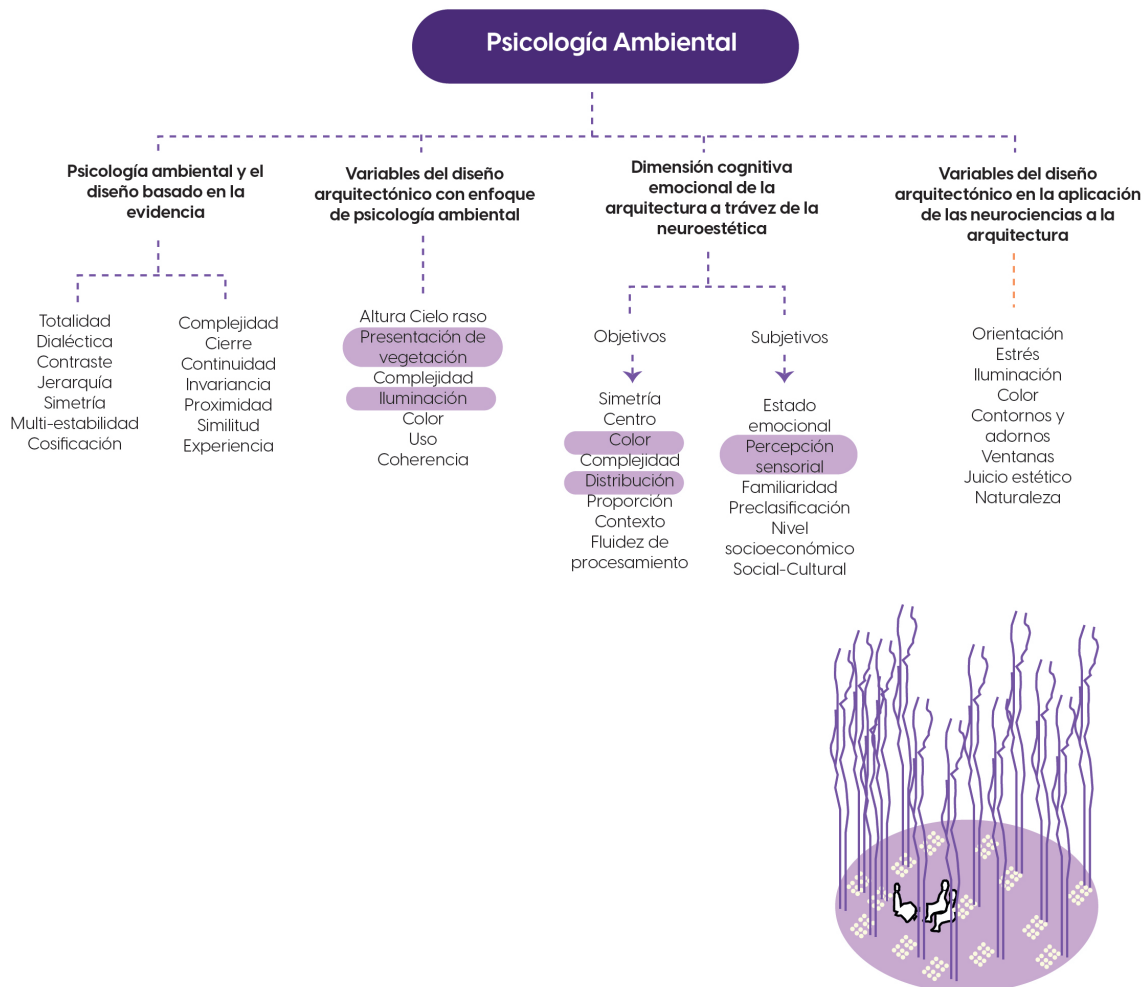 Psicología Ambiental
Psicología ambiental y el
diseño basado en la
evidencia
Totalidad
Dialéctica
Contraste
Jerarquía
Simetría
Multi-estabilidad
Cosificación
Complejidad
Cierre
Continuidad
Invariancia
Proximidad
Similitud
Experiencia
Variables del diseño
arquitectónico con enfoque
de psicología ambiental
Altura Cielo raso
Presentación de
vegetación
Complejidad
Iluminación
Color
Uso
Coherencia
Dimensión cognitiva
emocional de la
arquitectura a trávez de la
neuroestética
Objetivos
Simetría
Centro
Color
Complejidad
Distribución
Proporción
Contexto
Fluidez de
procesamiento
Subjetivos
Estado
emocional
Percepción
sensorial
Familiaridad
Preclasificación
Nivel
socioeconómico
Social-Cultural
Variables del diseño
arquitectónico en la aplicación
de las neurociencias a la
arquitectura
Orientación
Estrés
Iluminación
Color
Contornos y
adornos
Ventanas
Juicio estético
Naturaleza